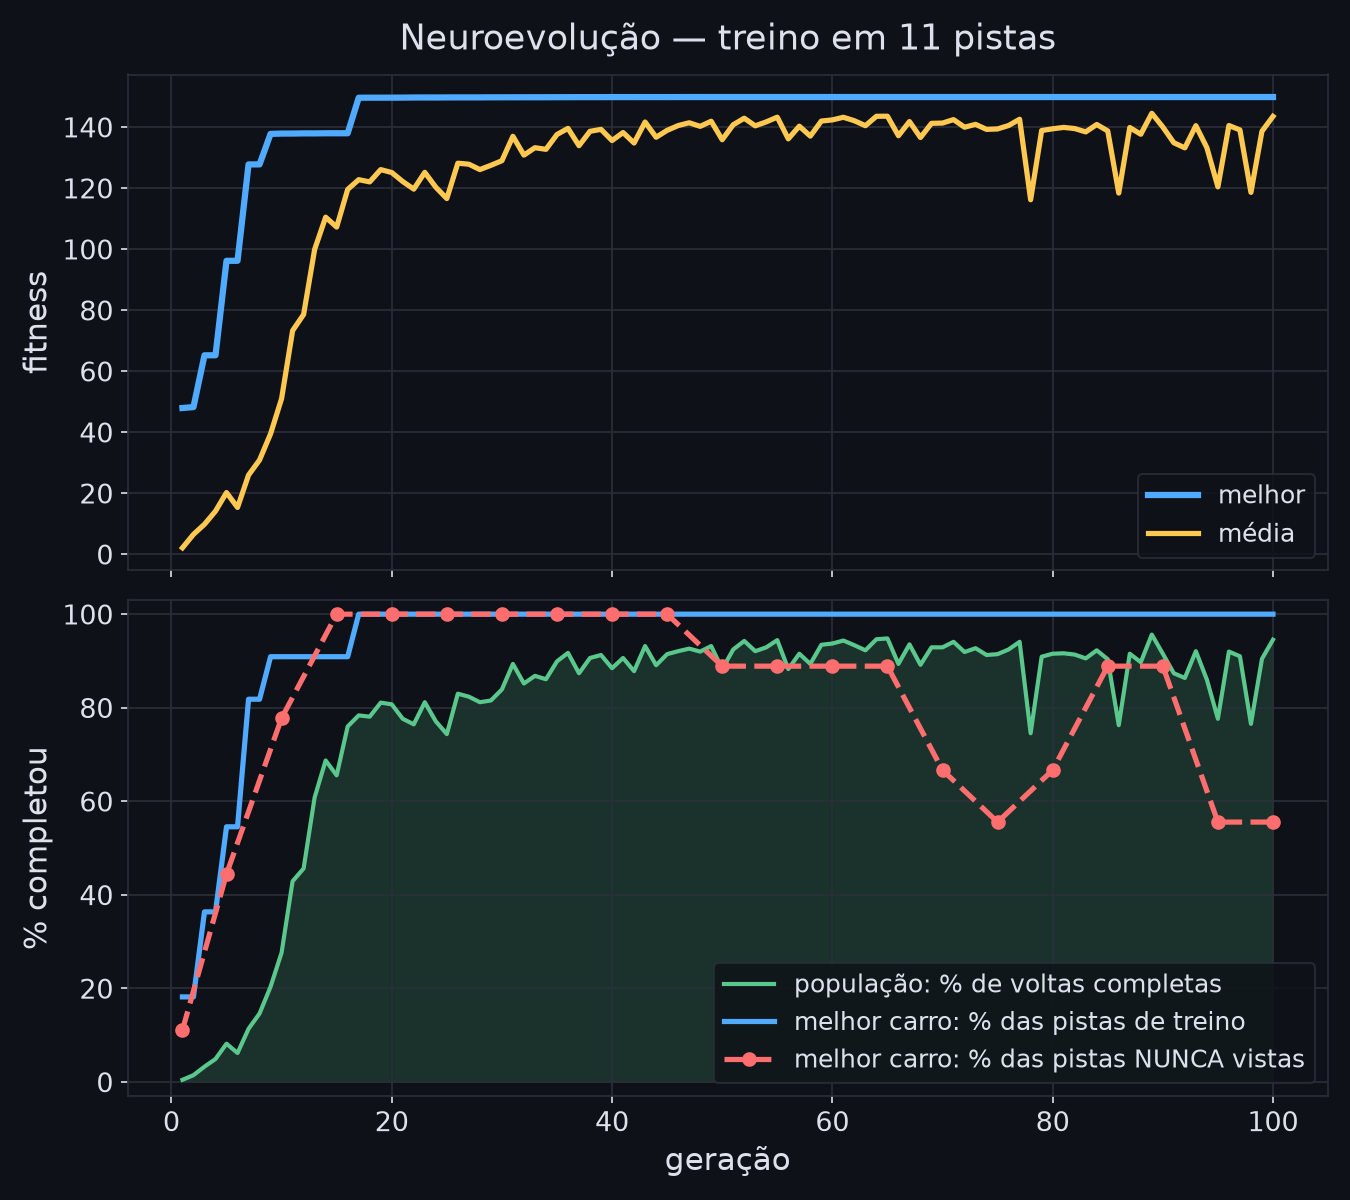 Neuroevolução — treino em 11 pistas
fitness
140
120
100
80
60
40
20
0
melhor
média
% completou
100
80
60
40
20
0
população: % de voltas completas
melhor carro: % das pistas de treino
melhor carro: % das pistas NUNCA vistas
0 20 40 60 80 100
geração